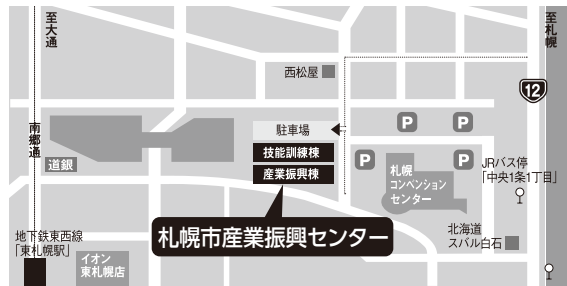 至大通
至札幌
西松屋
12
南郷通
駐車場
P
P
道銀
技能訓練棟
産業振興棟
P
P
札幌
コンベンション
センター
JRバス停
「中央1条1丁目」
札幌市産業振興センター
地下鉄東西線
「東札幌駅」
イオン
東札幌店
北海道
スバル白石